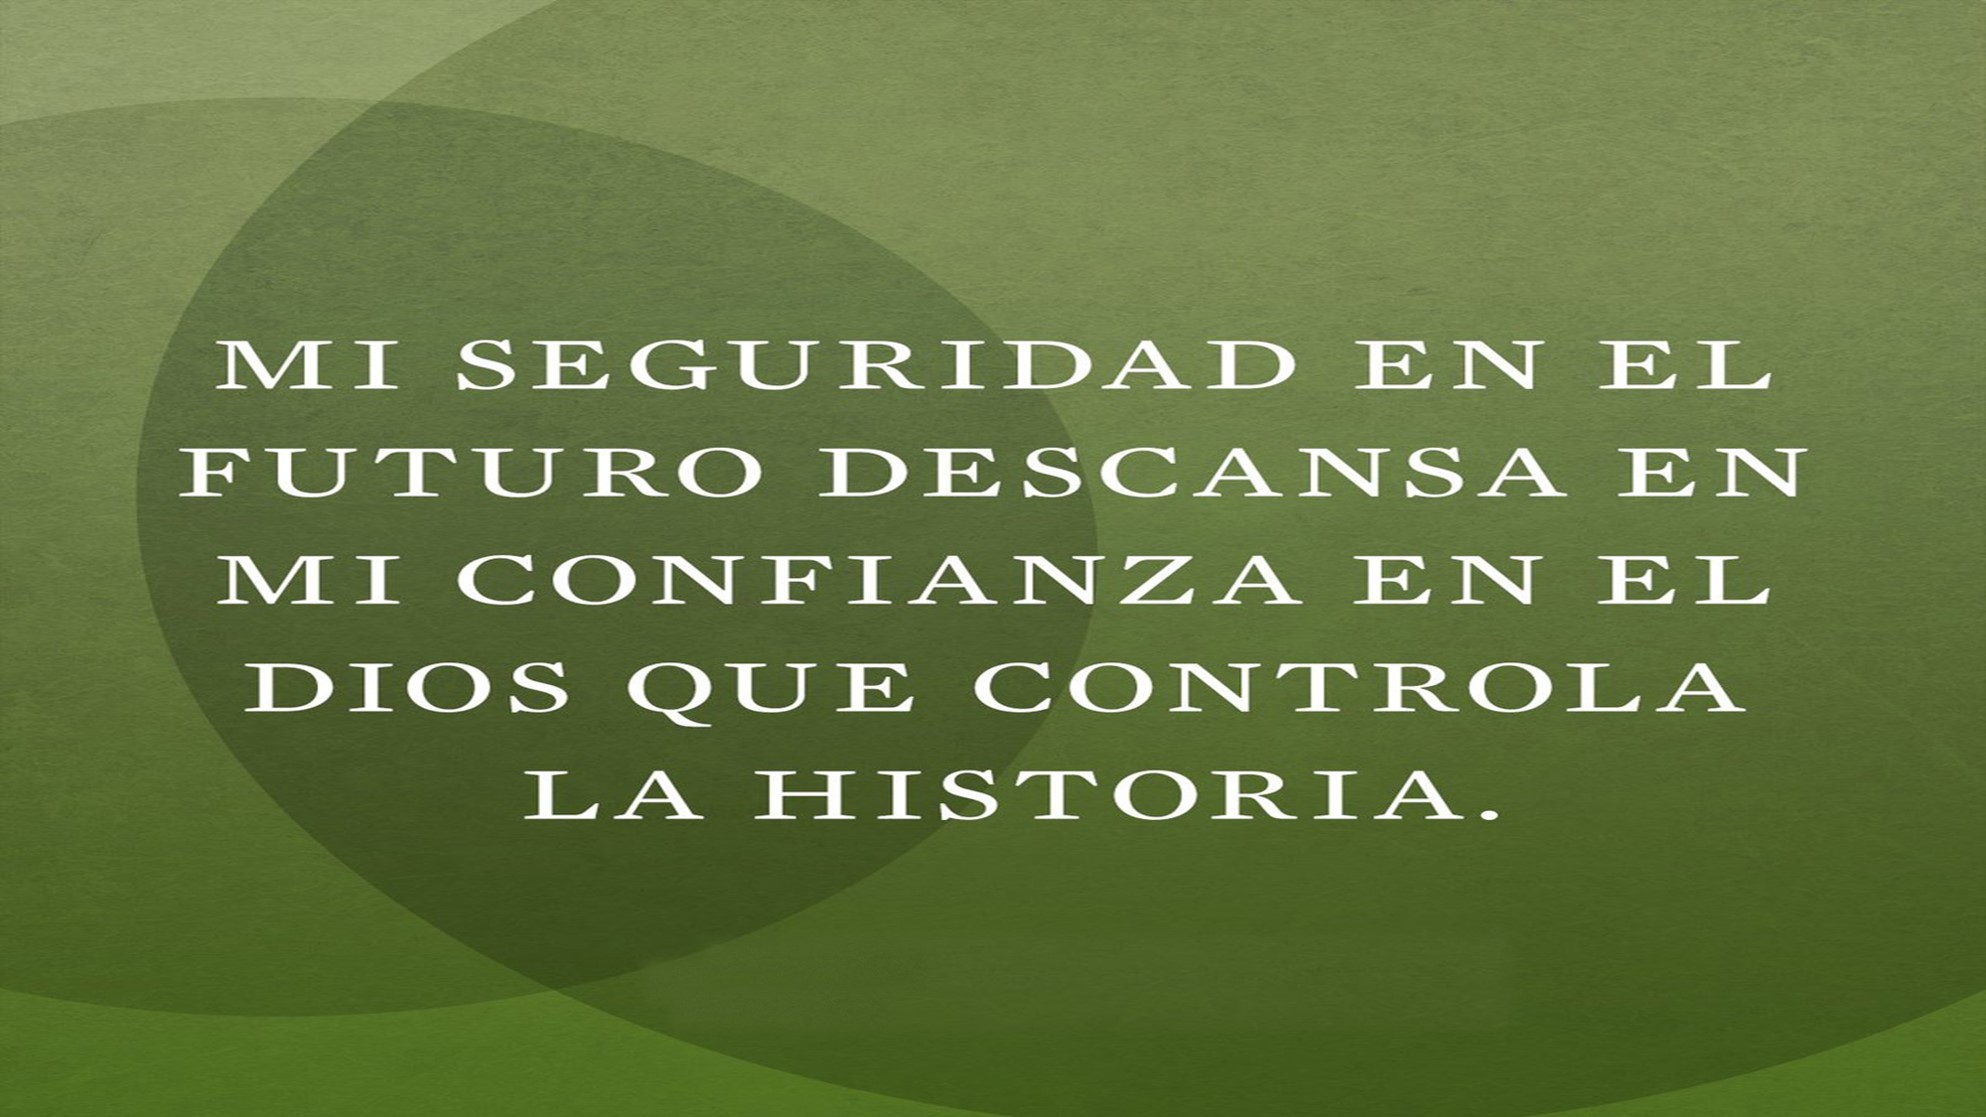 MI SEGURIDAD EN EL
FUTURO DESCANSA EN
MI CONFIANZA EN EL
DIOS QUE CONTROLA
LA HISTORIA.